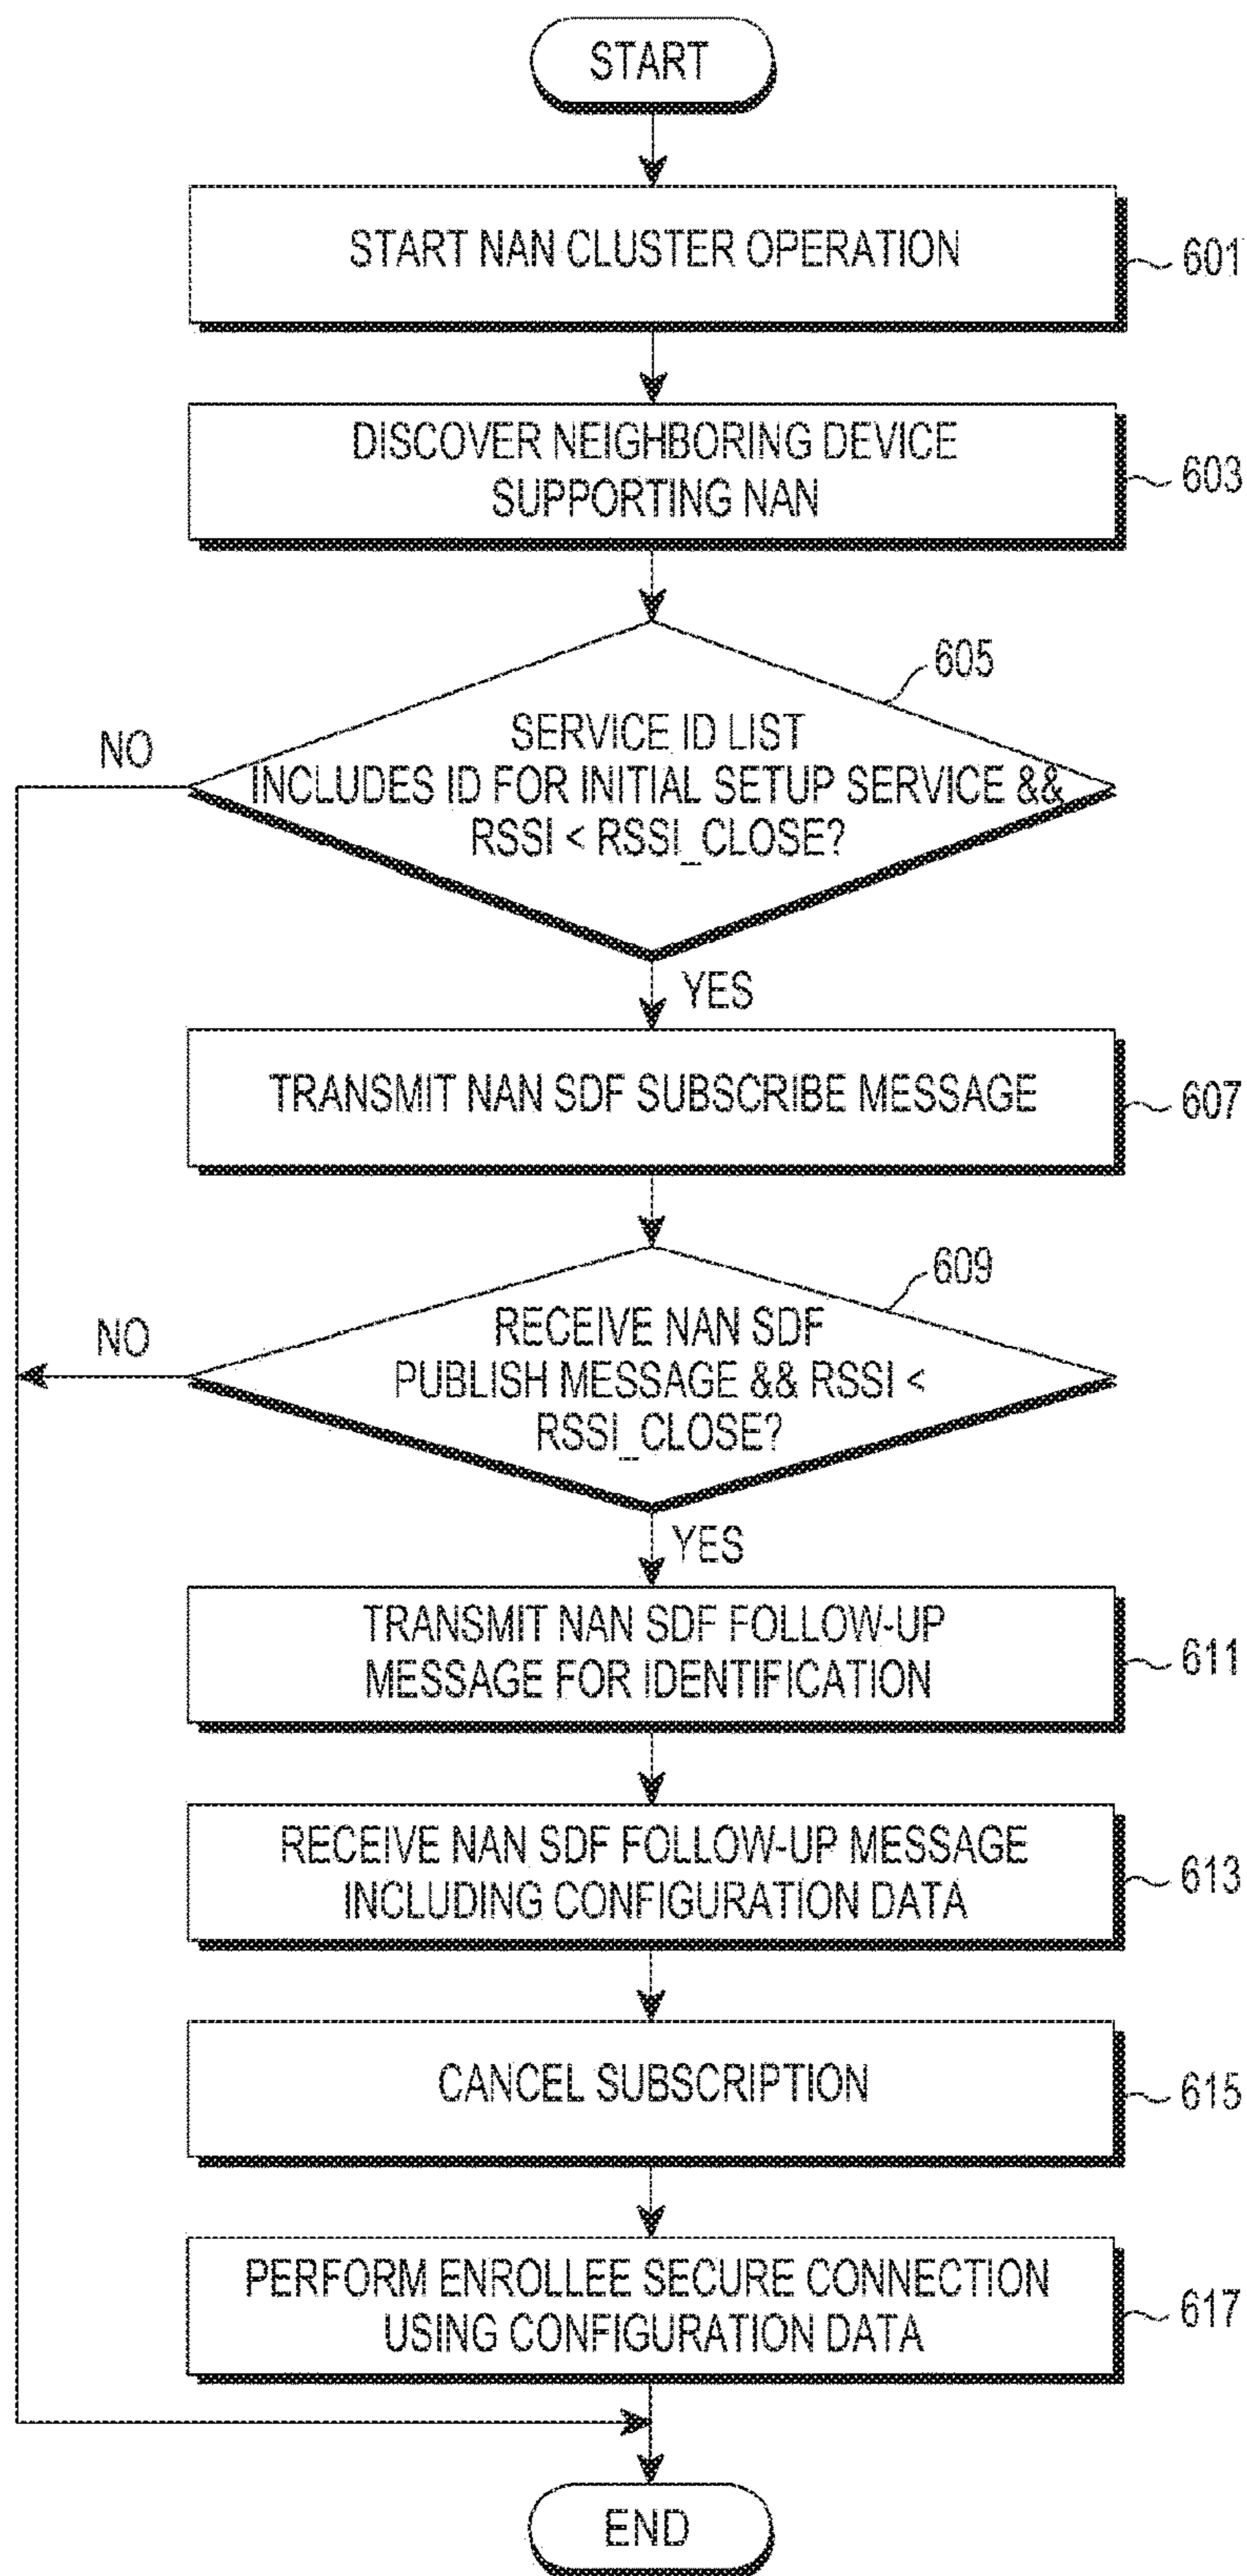 START
START NAN CLUSTER OPERATION
601
DISCOVER NEIGHBORING DEVICE
SUPPORTING NAN
603
605
SERVICE ID LIST
INCLUDES ID FOR INITIAL SETUP SERVICE &&
RSSI < RSSI_CLOSE?
NO
YES
TRANSMIT NAN SDF SUBSCRIBE MESSAGE
607
609
RECEIVE NAN SDF
PUBLISH MESSAGE && RSSI <
RSSI_CLOSE?
NO
YES
TRANSMIT NAN SDF FOLLOW-UP
MESSAGE FOR IDENTIFICATION
611
RECEIVE NAN SDF FOLLOW-UP MESSAGE
INCLUDING CONFIGURATION DATA
613
CANCEL SUBSCRIPTION
615
PERFORM ENROLLEE SECURE CONNECTION
USING CONFIGURATION DATA
617
END